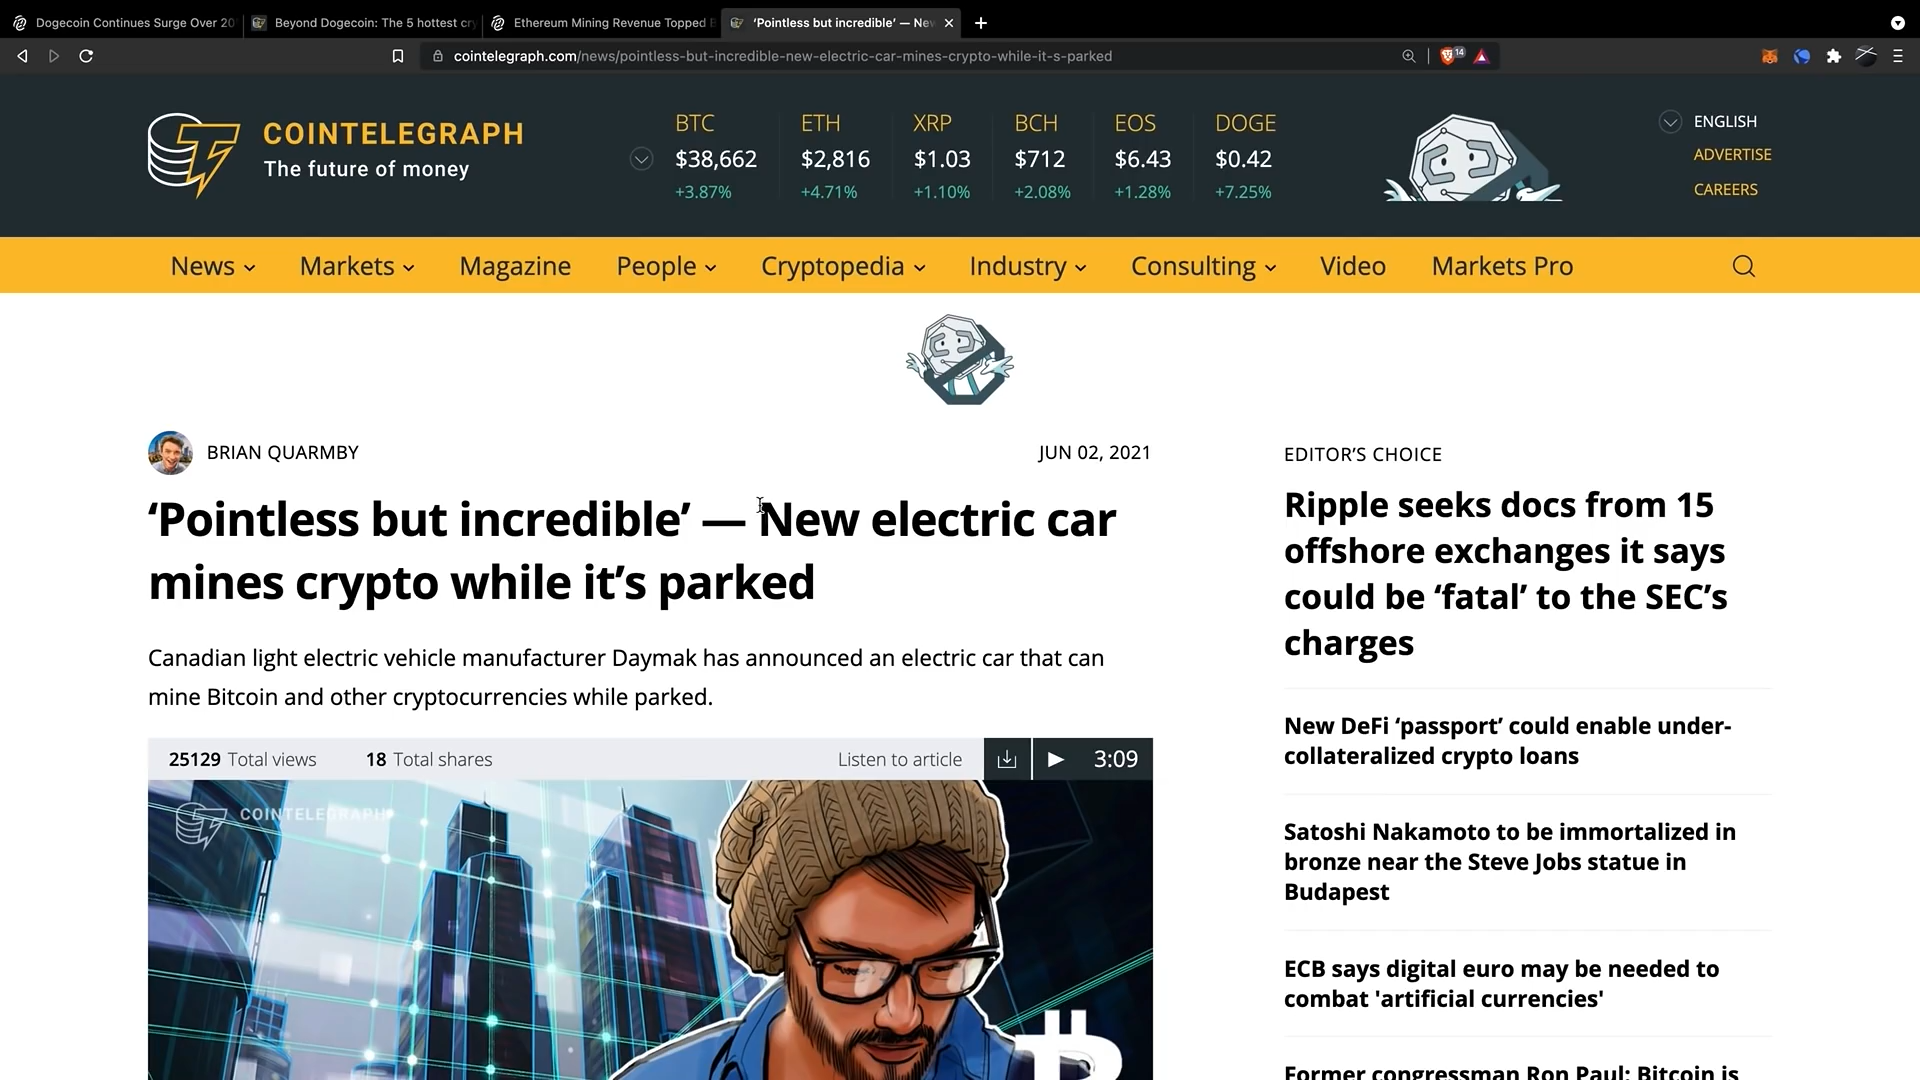 Dogecoin Continues Surge Over 20
Beyond Dogecoin: The 5 hottest cry
Ethereum Mining Revenue Topped B
'Pointless but incredible' — New
cointelegraph.com/news/pointless-but-incredible-new-electric-car-mines-crypto-while-it-s-parked
14
COINTELEGRAPH
The future of money
BTC ETH XRP BCH EOS DOGE
$38,662 $2,816 $1.03 $712 $6.43 $0.42
+3.87% +4.71% +1.10% +2.08% +1.28% +7.25%
ENGLISH
ADVERTISE
CAREERS
News Markets Magazine People Cryptopedia Industry Consulting Video Markets Pro
BRIAN QUARMBY
JUN 02, 2021
‘Pointless but incredible’ — New electric car
mines crypto while it’s parked
Canadian light electric vehicle manufacturer Daymak has announced an electric car that can
mine Bitcoin and other cryptocurrencies while parked.
25129 Total views 18 Total shares Listen to article 3:09
COINTELEGRAPH
EDITOR’S CHOICE
Ripple seeks docs from 15
offshore exchanges it says
could be ‘fatal’ to the SEC’s
charges
New DeFi ‘passport’ could enable under-
collateralized crypto loans
Satoshi Nakamoto to be immortalized in
bronze near the Steve Jobs statue in
Budapest
ECB says digital euro may be needed to
combat 'artificial currencies'
Former congressman Ron Paul: Bitcoin is